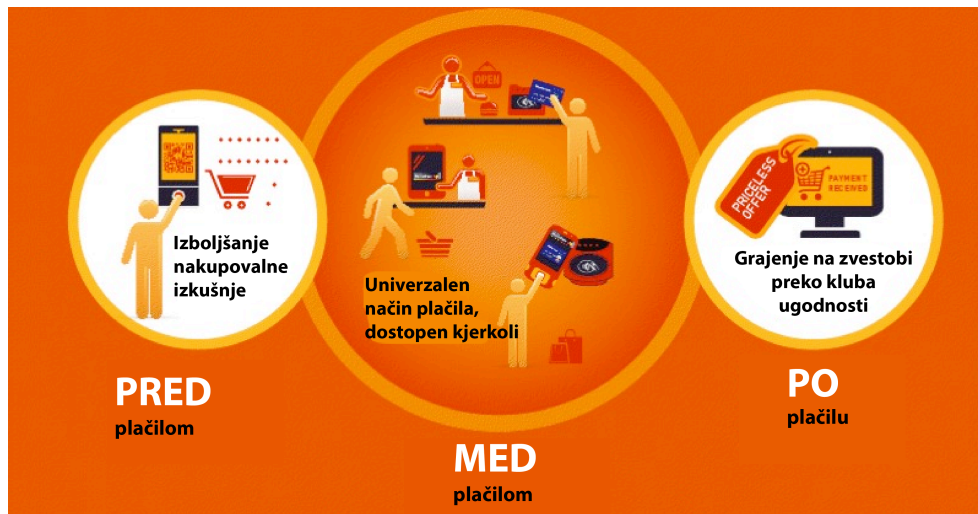 OPEN
PRICELESS
OFFER
PAYMENT
RECEIVED
Izboljšanje
nakupovalne
izkušnje
Univerzalen
način plačila,
dostopen kjerkoli
Grajenje na zvestobi
preko kluba
ugodnosti
PRED
plačilom
MED
plačilom
PO
plačilu